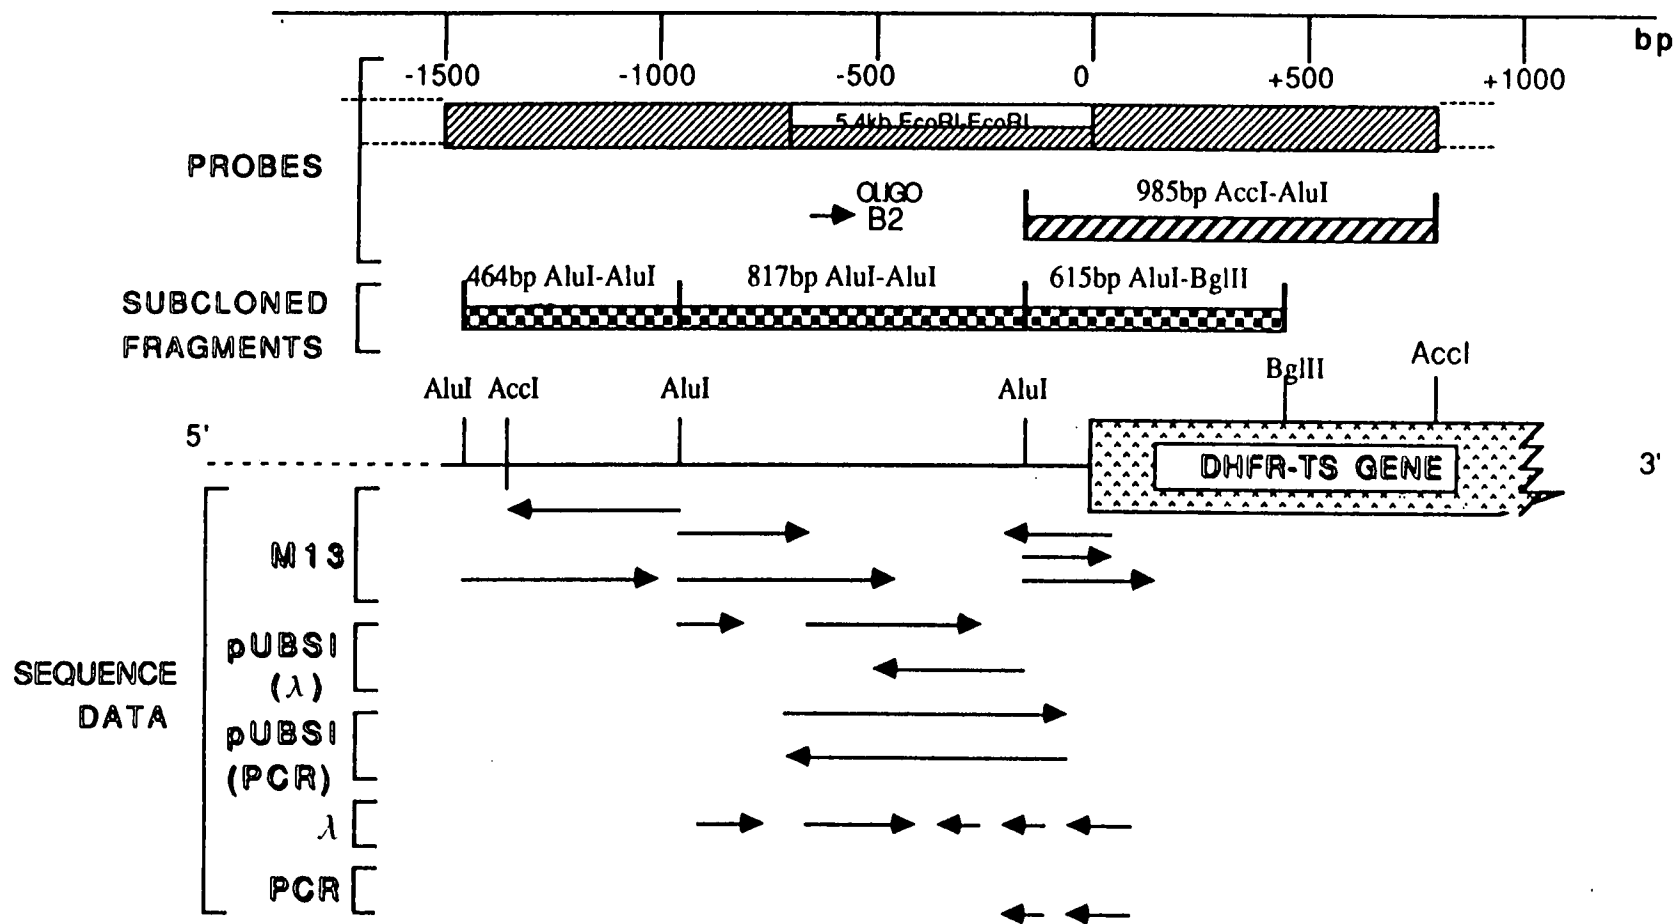 bp
-1500 -1000 -500 0 +500 +1000
5.4kb EcoRI-EcoRI
PROBES
985bp AccI-AluI
OLIGO
B2
464bp AluI-AluI 817bp AluI-AluI 615bp AluI-BglII
SUBCLONED
FRAGMENTS
AluI AccI AluI AluI BglII AccI
5'
DHFR-TS GENE
3'
M13
pUBSI
(λ)
SEQUENCE
DATA
pUBSI
(PCR)
λ
PCR